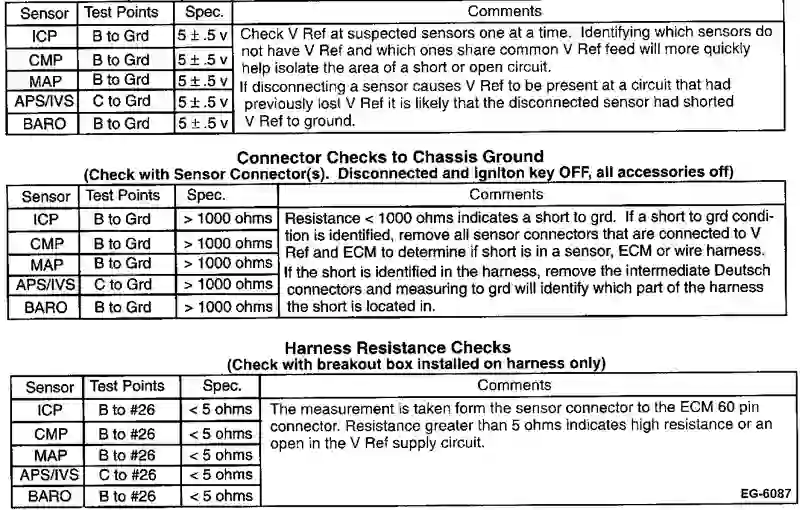 Sensor Test Points Spec. Comments
ICP B to Grd 5 ± .5 v Check V Ref at suspected sensors one at a time. Identifying which sensors do
not have V Ref and which ones share common V Ref feed will more quickly
CMP B to Grd 5 ± .5 v
help isolate the area of a short or open circuit.
MAP B to Grd 5 ± .5 v If disconnecting a sensor causes V Ref to be present at a circuit that had
APS/IVS C to Grd 5 ± .5 v previously lost V Ref it is likely that the disconnected sensor had shorted
BARO B to Grd 5 ± .5 v V Ref to ground.
Connector Checks to Chassis Ground
(Check with Sensor Connector(s). Disconnected and Igniton key OFF, all accessories off)
Sensor Test Points Spec. Comments
ICP B to Grd > 1000 ohms Resistance < 1000 ohms indicates a short to grd. If a short to grd condi-
tion is identified, remove all sensor connectors that are connected to V
CMP B to Grd > 1000 ohms Ref and ECM to determine if short is in a sensor, ECM or wire harness.
MAP B to Grd > 1000 ohms If the short is identified in the harness, remove the intermediate Deutsch
APS/IVS C to Grd > 1000 ohms connectors and measuring to grd will identify which part of the harness
BARO B to Grd > 1000 ohms the short is located in.
Harness Resistance Checks
(Check with breakout box installed on harness only)
Sensor Test Points Spec. Comments
ICP B to #26 < 5 ohms The measurement is taken form the sensor connector to the ECM 60 pin
connector. Resistance greater than 5 ohms indicates high resistance or an
CMP B to #26 < 5 ohms open in the V Ref supply circuit.
MAP B to #26 < 5 ohms
APS/IVS C to #26 < 5 ohms
BARO B to #26 < 5 ohms EG-6087